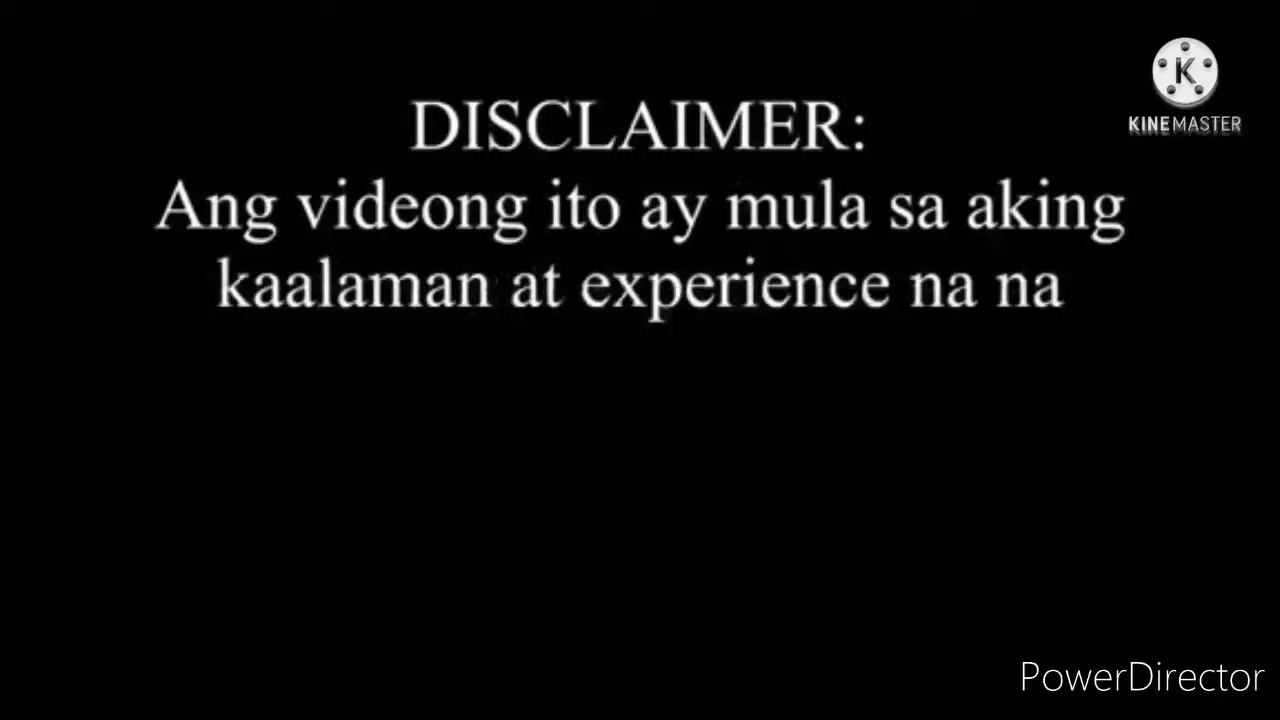 K
KINEMASTER
DISCLAIMER:
Ang videong ito ay mula sa aking
kaalaman at experience na na
PowerDirector